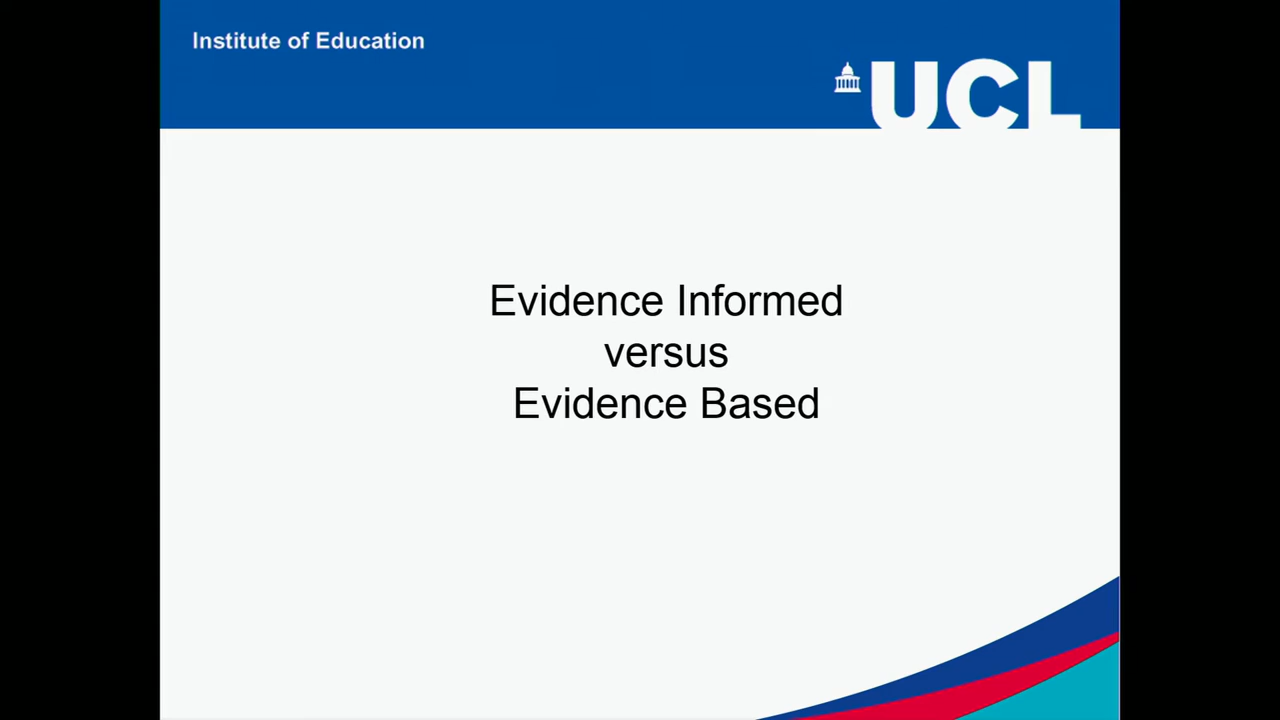 Institute of Education
UCL
Evidence Informed
versus
Evidence Based